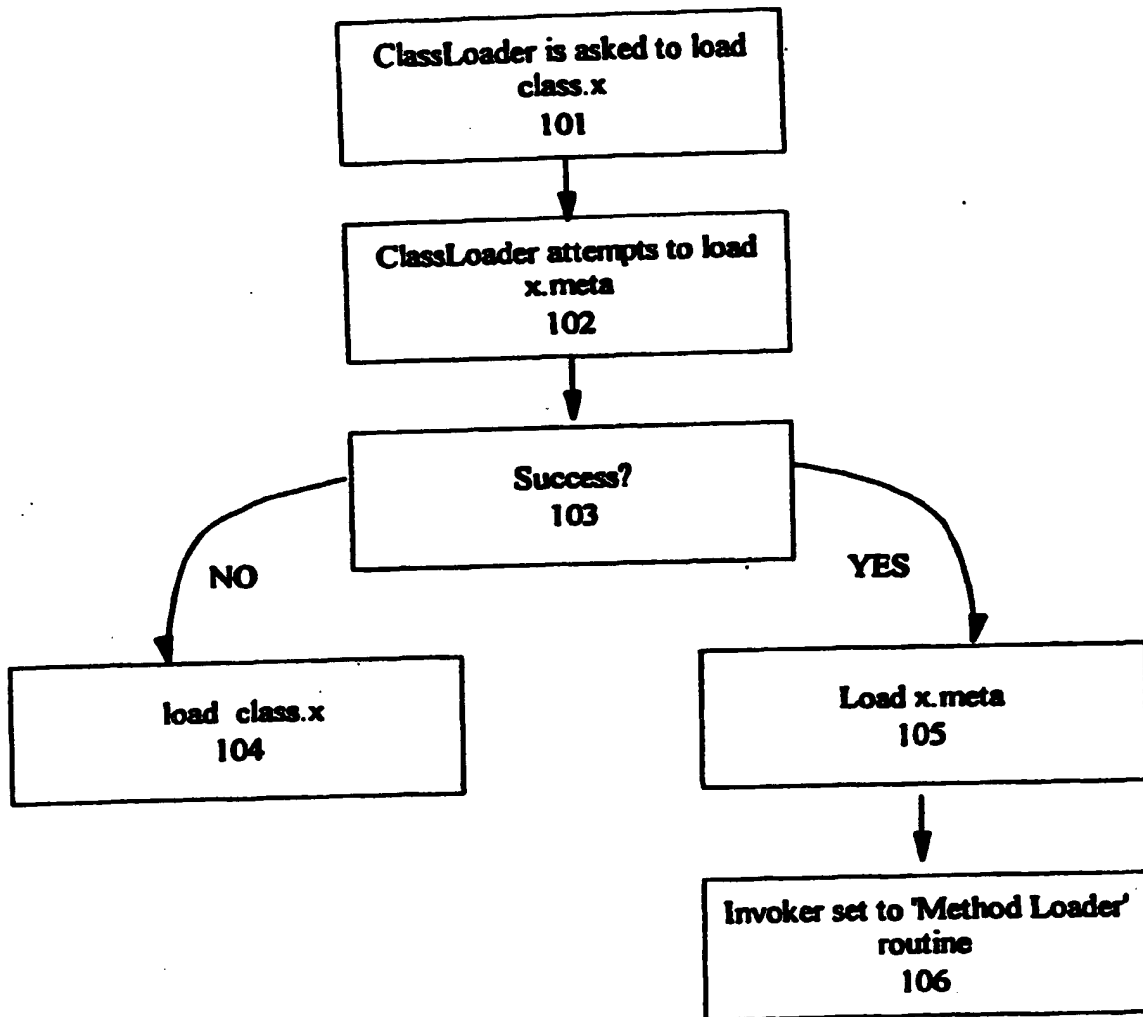 ClassLoader is asked to load
class.x
101
ClassLoader attempts to load
x.meta
102
Success?
103
NO
YES
load class.x
104
Load x.meta
105
Invoker set to 'Method Loader'
routine
106